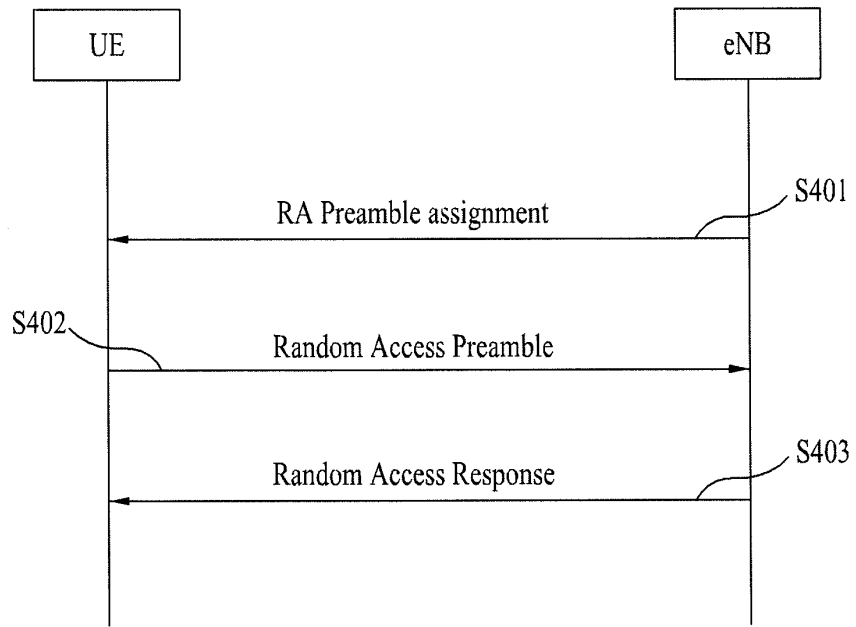 UE
eNB
S401
RA Preamble assignment
S402
Random Access Preamble
S403
Random Access Response